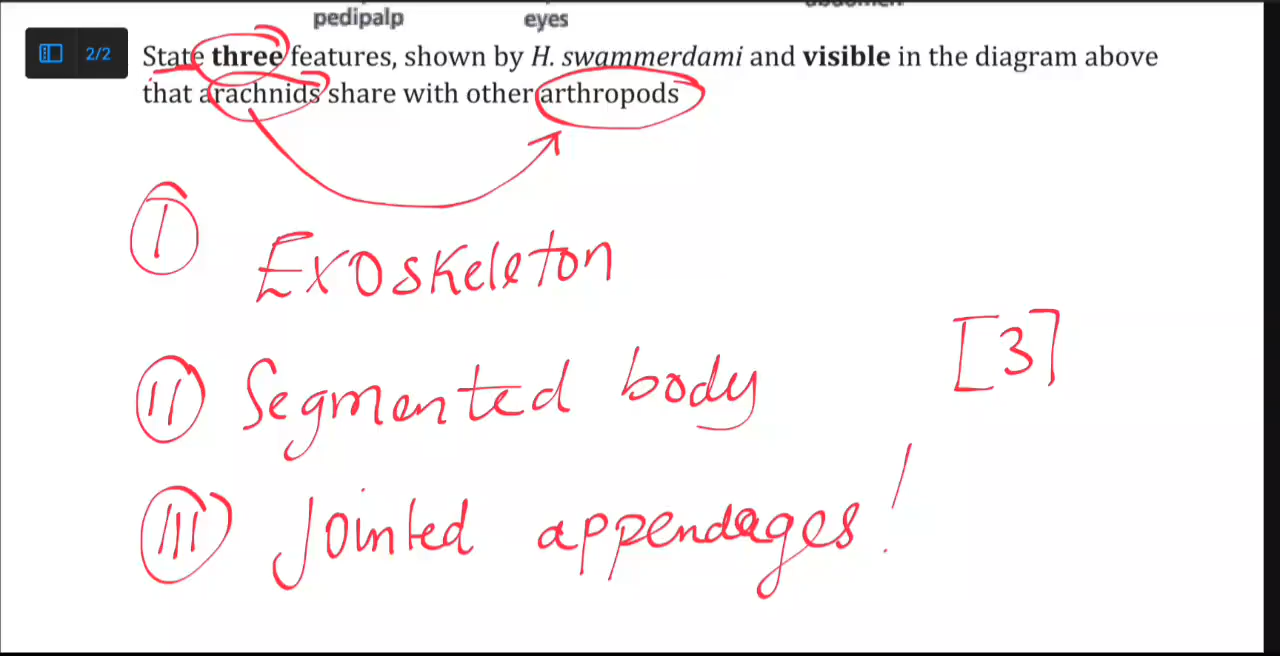 pedipalp eyes abdomen
2/2 State three features, shown by H. swammerdami and visible in the diagram above
that arachnids share with other arthropods
I
Exoskeleton
[3]
II Segmented body
III Jointed appendages!